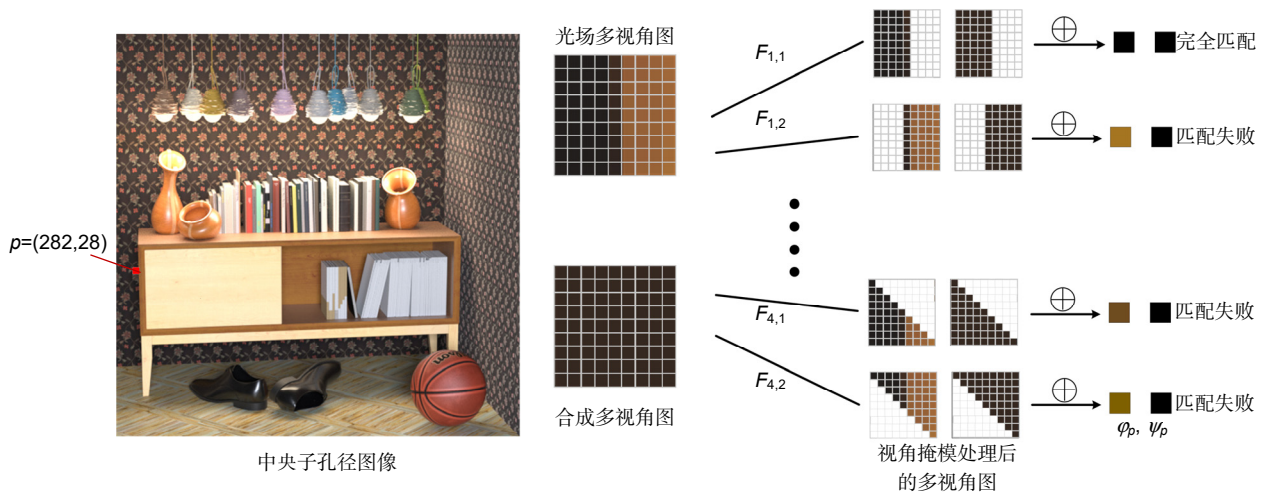 光场多视角图
F1,1
完全匹配
F1,2
匹配失败
p=(282,28)
F4,1
匹配失败
F4,2
匹配失败
φp, ψp
合成多视角图
中央子孔径图像
视角掩模处理后
的多视角图